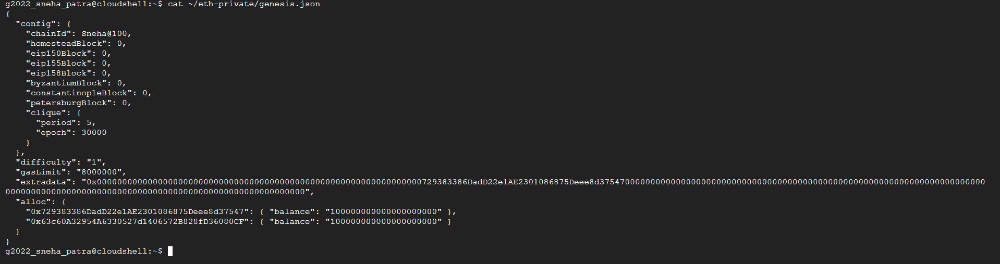 g2022_sneha_patra@cloudshell:~$ cat ~/eth-private/genesis.json
{
  "config": {
    "chainId": Sneha@100,
    "homesteadBlock": 0,
    "eip150Block": 0,
    "eip155Block": 0,
    "eip158Block": 0,
    "byzantiumBlock": 0,
    "constantinopleBlock": 0,
    "petersburgBlock": 0,
    "clique": {
      "period": 5,
      "epoch": 30000
    }
  },
  "difficulty": "1",
  "gasLimit": "8000000",
  "extradata": "0x0000000000000000000000000000000000000000000000000000000000000000729383386DadD22e1AE2301086875Deee8d3754700000000000000000000000000000000000000000000000000000000000000000000000
00000000000000000000000000000000000000000000000000000000000",
  "alloc": {
    "0x729383386DadD22e1AE2301086875Deee8d37547": { "balance": "100000000000000000000" },
    "0x63c60A32954A6330527d1406572B828fD36080CF": { "balance": "100000000000000000000" }
  }
}
g2022_sneha_patra@cloudshell:~$